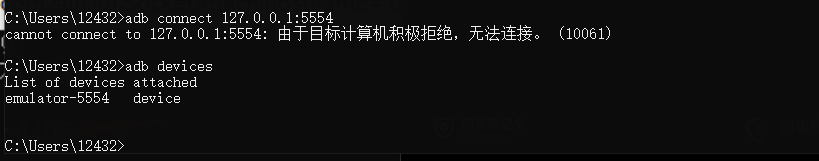 C:\Users\12432>adb connect 127.0.0.1:5554
cannot connect to 127.0.0.1:5554: 由于目标计算机积极拒绝，无法连接。 (10061)
C:\Users\12432>adb devices
List of devices attached
emulator-5554   device
C:\Users\12432>